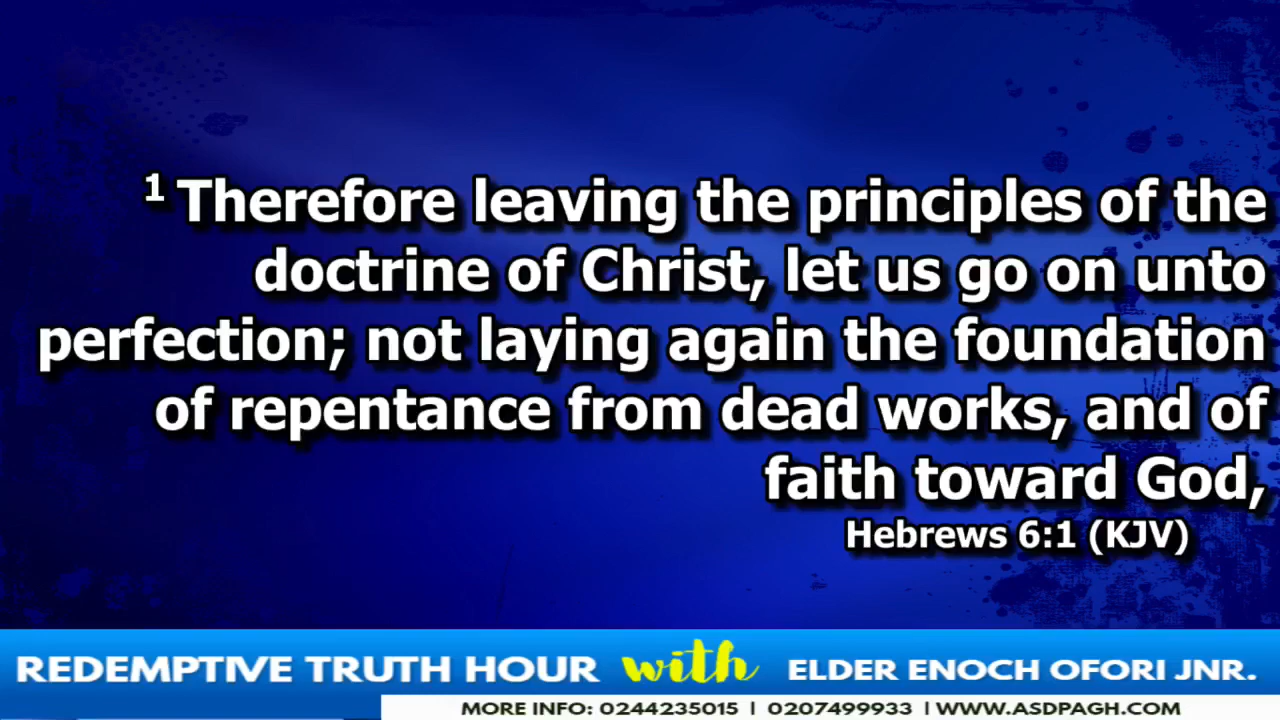 1 Therefore leaving the principles of the
doctrine of Christ, let us go on unto
perfection; not laying again the foundation
of repentance from dead works, and of
faith toward God,
Hebrews 6:1 (KJV)
REDEMPTIVE TRUTH HOUR with ELDER ENOCH OFORI JNR.
MORE INFO: 0244235015 | 0207499933 | WWW.ASDPAGH.COM